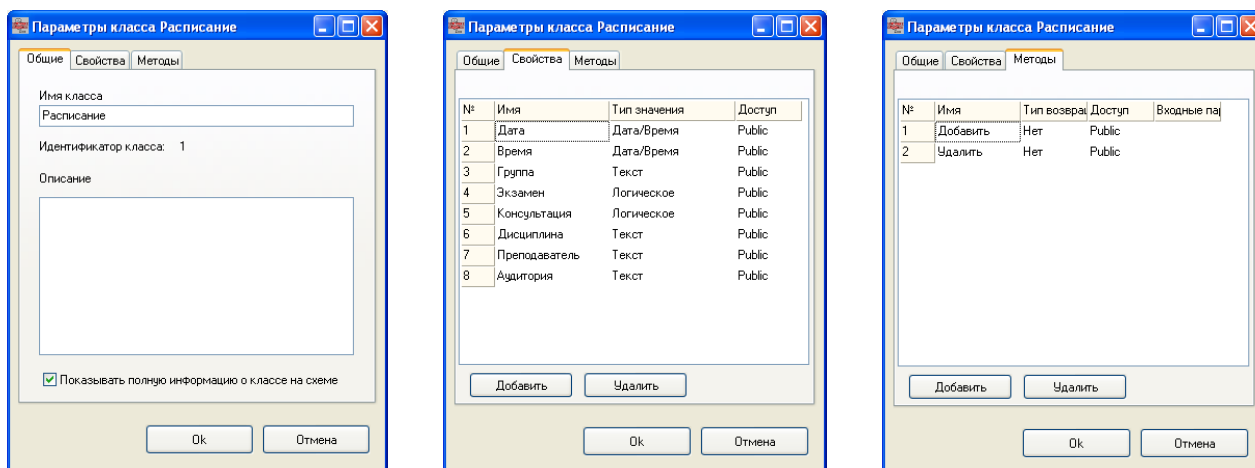 Параметры класса Расписание
Общие Свойства Методы
Имя класса
Расписание
Идентификатор класса: 1
Описание
Показывать полную информацию о классе на схеме
Ok Отмена
Параметры класса Расписание
Общие Свойства Методы
№ Имя Тип значения Доступ
1 Дата Дата/Время Public
2 Время Дата/Время Public
3 Группа Текст Public
4 Экзамен Логическое Public
5 Консультация Логическое Public
6 Дисциплина Текст Public
7 Преподаватель Текст Public
8 Аудитория Текст Public
Добавить Удалить
Ok Отмена
Параметры класса Расписание
Общие Свойства Методы
№ Имя Тип возвра Доступ Входные па
1 Добавить Нет Public
2 Удалить Нет Public
Добавить Удалить
Ok Отмена